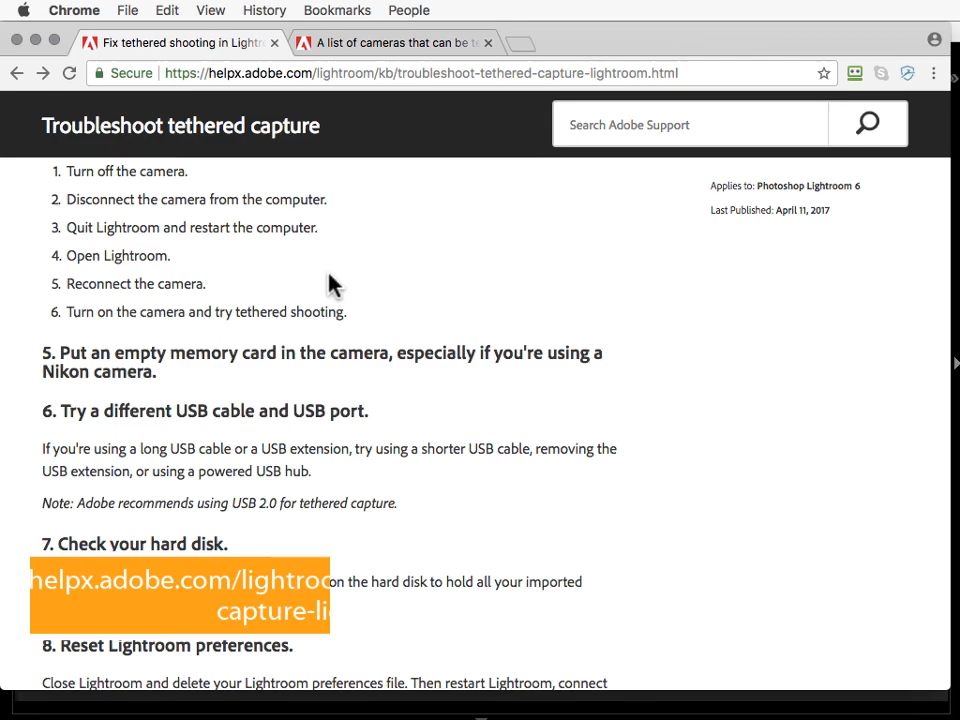 Chrome File Edit View History Bookmarks People
Fix tethered shooting in Lightr
A list of cameras that can be te
Secure https://helpx.adobe.com/lightroom/kb/troubleshoot-tethered-capture-lightroom.html
Troubleshoot tethered capture
Search Adobe Support
1. Turn off the camera.
2. Disconnect the camera from the computer.
3. Quit Lightroom and restart the computer.
4. Open Lightroom.
5. Reconnect the camera.
6. Turn on the camera and try tethered shooting.
Applies to: Photoshop Lightroom 6
Last Published: April 11, 2017
5. Put an empty memory card in the camera, especially if you're using a
Nikon camera.
6. Try a different USB cable and USB port.
If you're using a long USB cable or a USB extension, try using a shorter USB cable, removing the
USB extension, or using a powered USB hub.
Note: Adobe recommends using USB 2.0 for tethered capture.
7. Check your hard disk.
helpx.adobe.com/lightroo
capture-li
on the hard disk to hold all your imported
8. Reset Lightroom preferences.
Close Lightroom and delete your Lightroom preferences file. Then restart Lightroom, connect